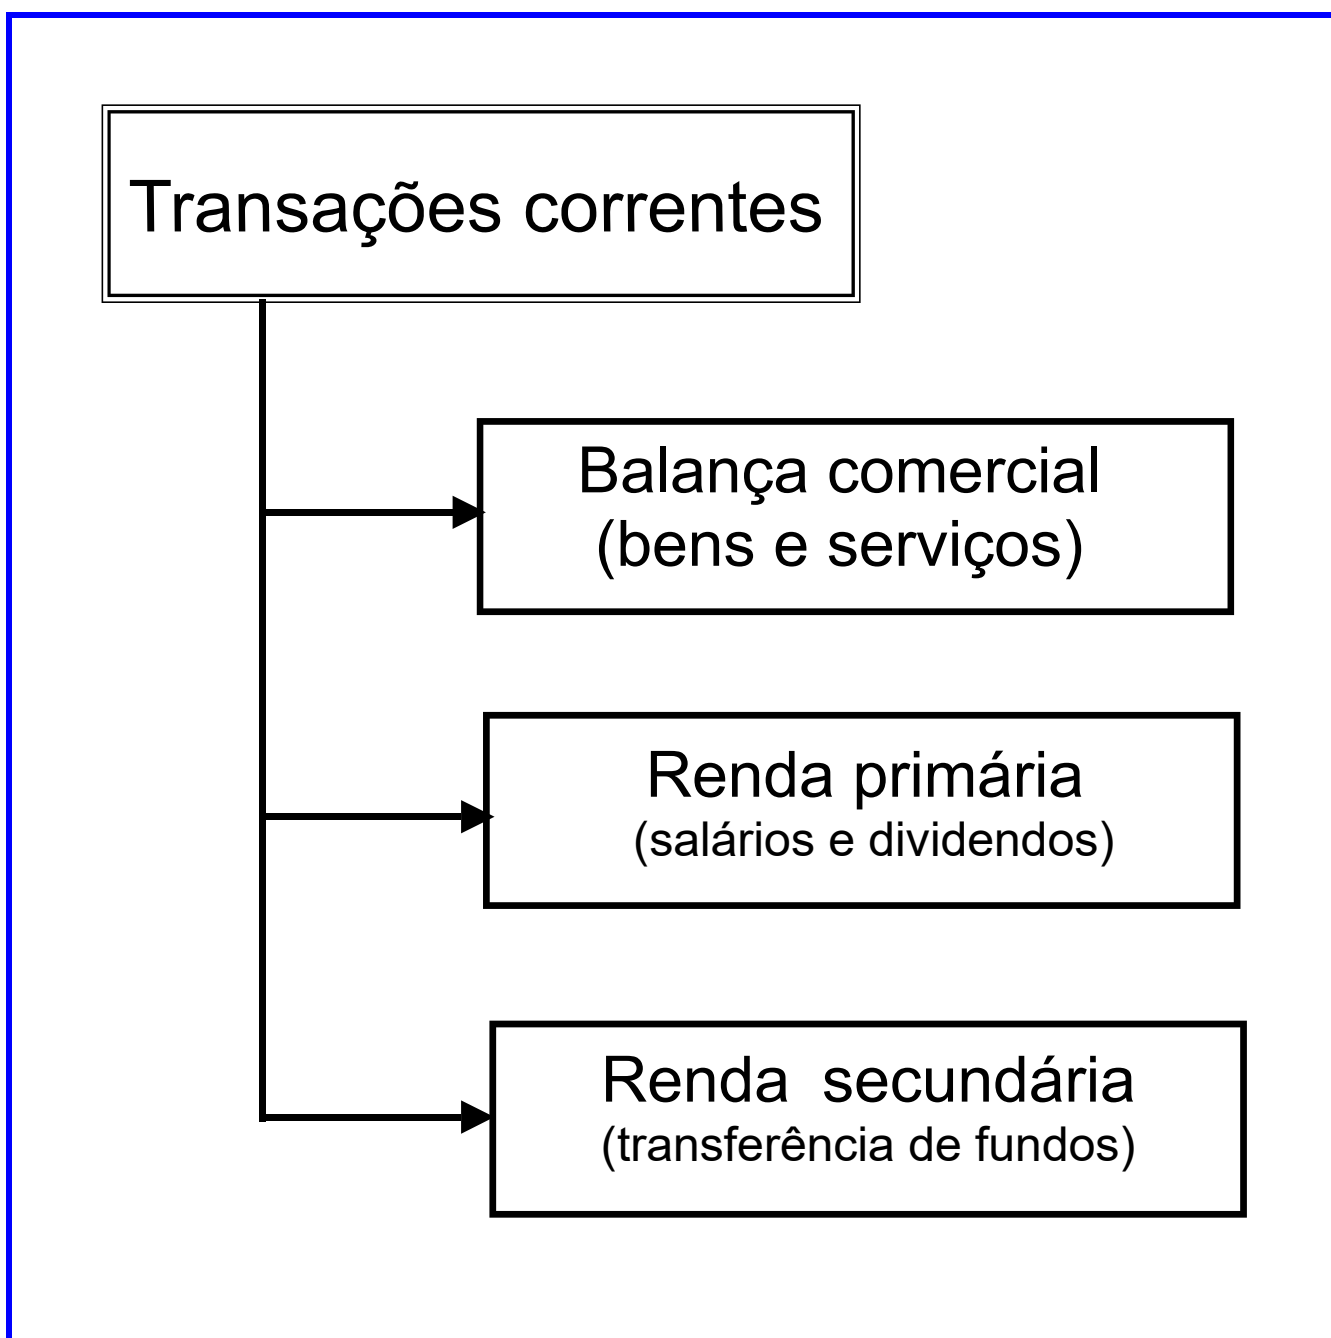 Transações correntes
Balança comercial
(bens e serviços)
Renda primária
(salários e dividendos)
Renda secundária
(transferência de fundos)